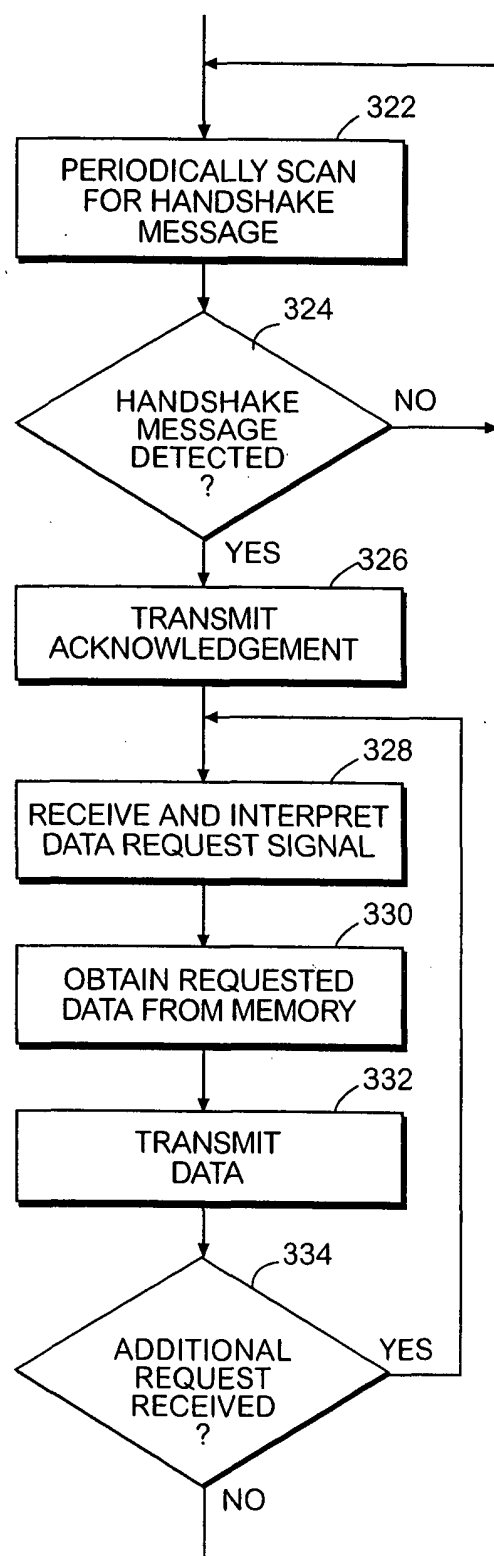 322
PERIODICALLY SCAN
FOR HANDSHAKE
MESSAGE
324
HANDSHAKE
MESSAGE
DETECTED
?
NO
YES
326
TRANSMIT
ACKNOWLEDGEMENT
328
RECEIVE AND INTERPRET
DATA REQUEST SIGNAL
330
OBTAIN REQUESTED
DATA FROM MEMORY
332
TRANSMIT
DATA
334
ADDITIONAL
REQUEST
RECEIVED
?
YES
NO